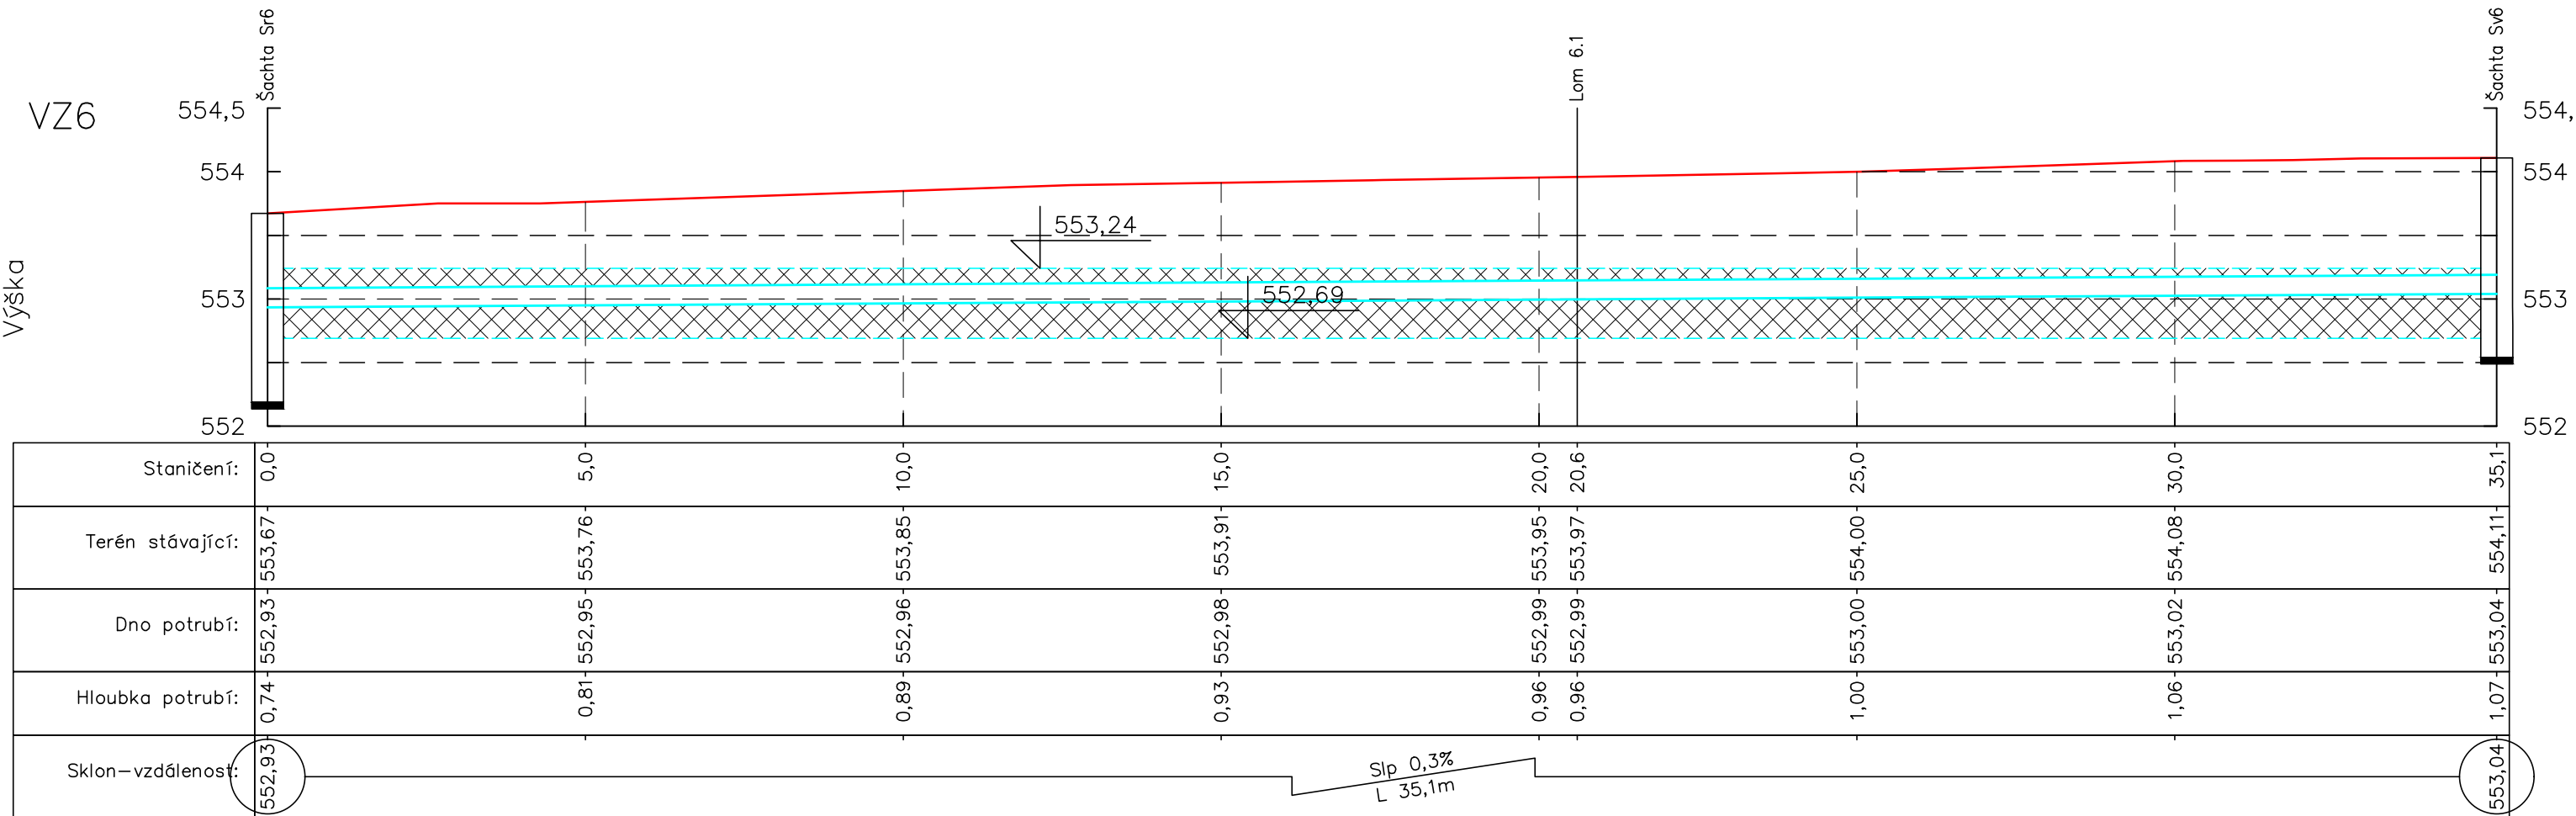 Šachta Sr6
Lom 6.1
Šachta Sv6
VZ6
554,5
554,
554
554
553,24
552,69
553
553
Výška
552
552
Staničení: 0,0 5,0 10,0 15,0 20,0 20,6 25,0 30,0 35,1
Terén stávající: 553,67 553,76 553,85 553,91 553,95 553,97 554,00 554,08 554,11
Dno potrubí: 552,93 552,95 552,96 552,98 552,99 552,99 553,00 553,02 553,04
Hloubka potrubí: 0,74 0,81 0,89 0,93 0,96 0,96 1,00 1,06 1,07
Sklon-vzdálenost: 552,93 553,04
Slp 0,3%
L 35,1m